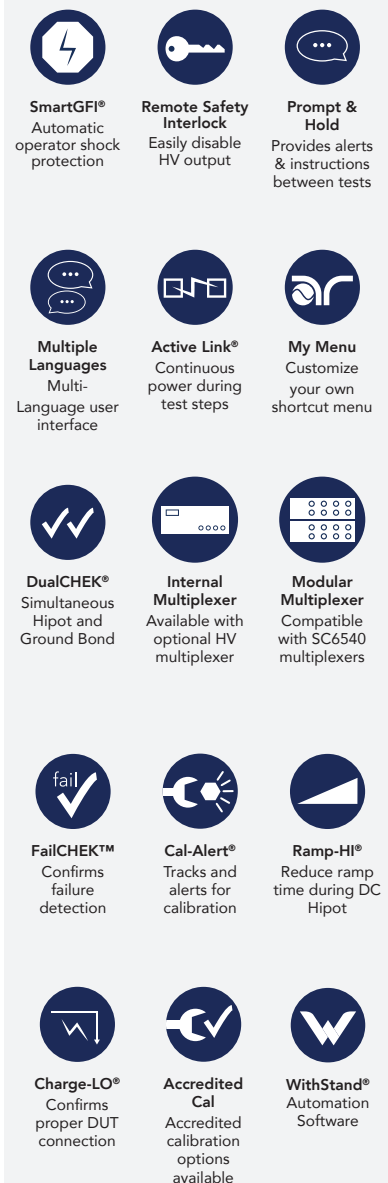 SmartGFI®
Automatic
operator shock
protection
Remote Safety
Interlock
Easily disable
HV output
Prompt &
Hold
Provides alerts
& instructions
between tests
Multiple
Languages
Multi-
Language user
interface
Active Link®
Continuous
power during
test steps
My Menu
Customize
your own
shortcut menu
DualCHEK®
Simultaneous
Hipot and
Ground Bond
Internal
Multiplexer
Available with
optional HV
multiplexer
Modular
Multiplexer
Compatible
with SC6540
multiplexers
fail
FailCHEK™
Confirms
failure
detection
Cal-Alert®
Tracks and
alerts for
calibration
Ramp-HI®
Reduce ramp
time during DC
Hipot
Charge-LO®
Confirms
proper DUT
connection
Accredited
Cal
Accredited
calibration
options
available
WithStand®
Automation
Software